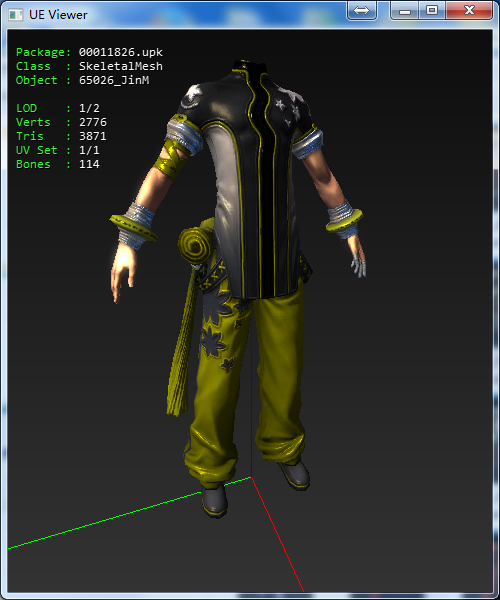 UE Viewer
Package: 00011826.upk
Class : SkeletalMesh
Object : 65026_JinM
LOD : 1/2
Verts : 2776
Tris : 3871
UV Set : 1/1
Bones : 114